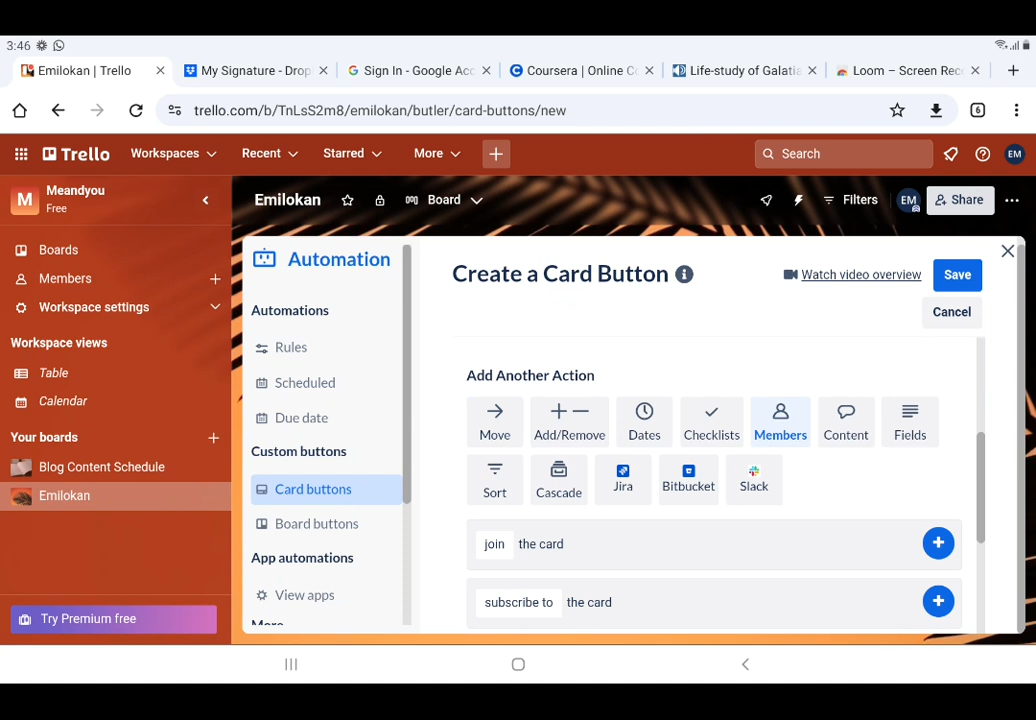 3:46
Emilokan | Trello
My Signature - Drop
Sign In - Google Acc
Coursera | Online Co
Life-study of Galatia
Loom – Screen Rec
trello.com/b/TnLsS2m8/emilokan/butler/card-buttons/new
6
Trello
Workspaces
Recent
Starred
More
Search
EM
M
Meandyou
Free
Emilokan
Board
Filters
EM
Share
Boards
Members
Workspace settings
Workspace views
Table
Calendar
Your boards
Blog Content Schedule
Emilokan
Try Premium free
Automation
Automations
Rules
Scheduled
Due date
Custom buttons
Card buttons
Board buttons
App automations
View apps
More
Create a Card Button
Watch video overview
Save
Cancel
Add Another Action
Move
Add/Remove
Dates
Checklists
Members
Content
Fields
Sort
Cascade
Jira
Bitbucket
Slack
join the card
subscribe to the card